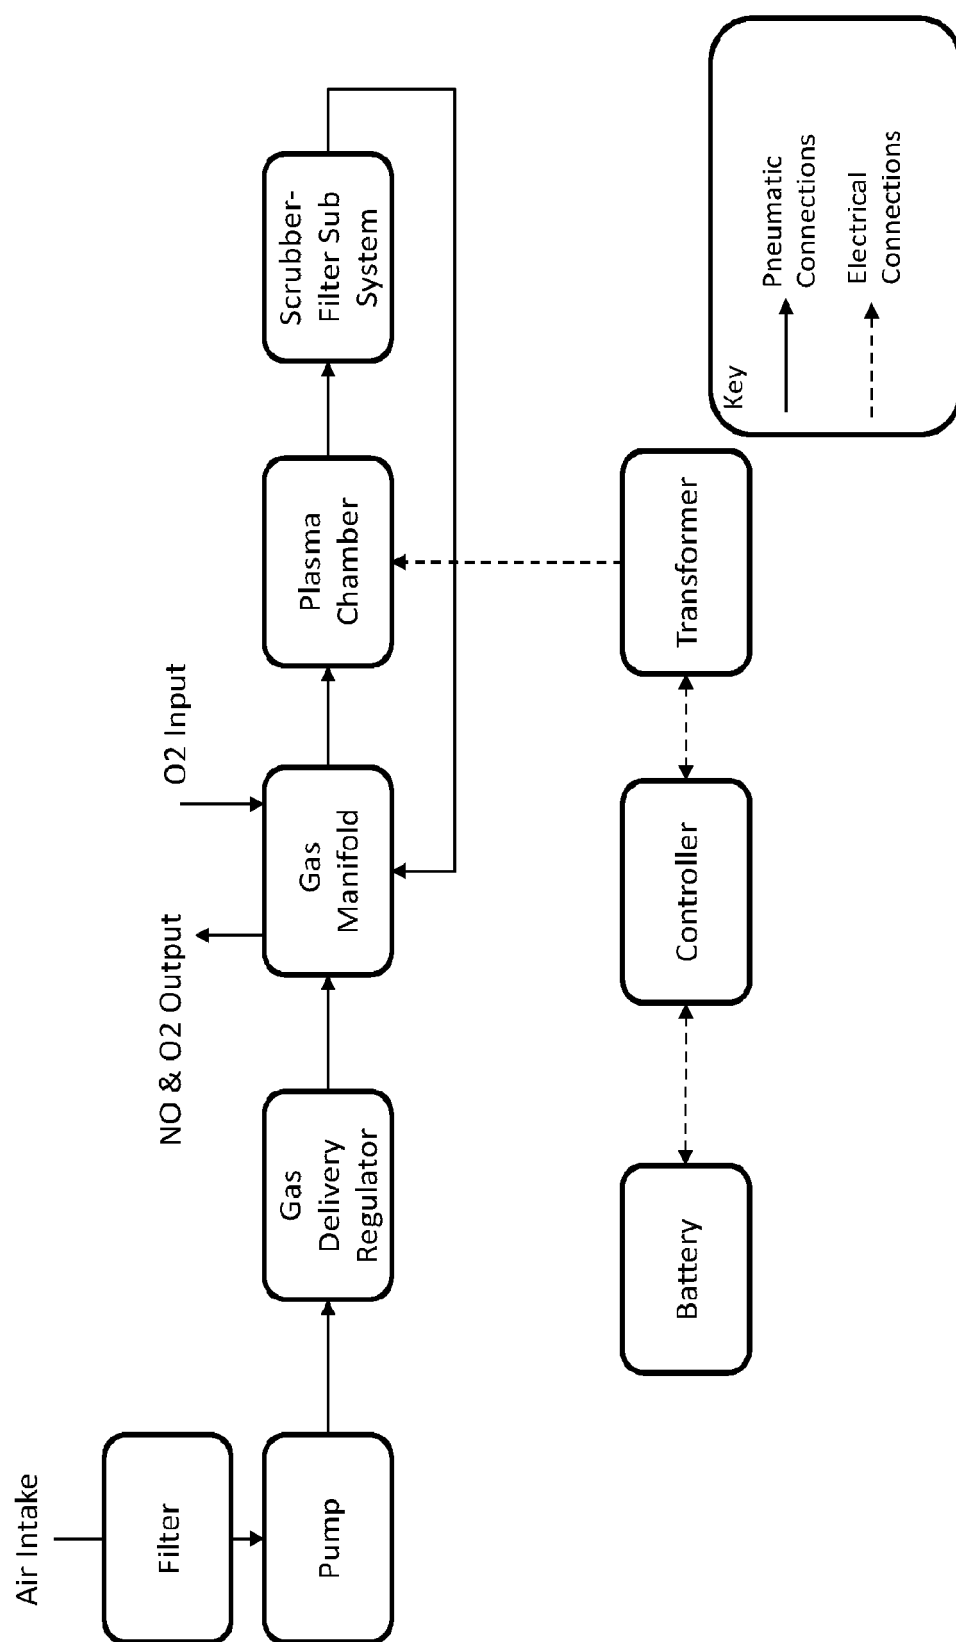 Air Intake
Filter
Pump
Gas
Delivery
Regulator
NO & O2 Output
O2 Input
Gas
Manifold
Plasma
Chamber
Scrubber-
Filter Sub
System
Battery
Controller
Transformer
Key
Pneumatic
Connections
Electrical
Connections